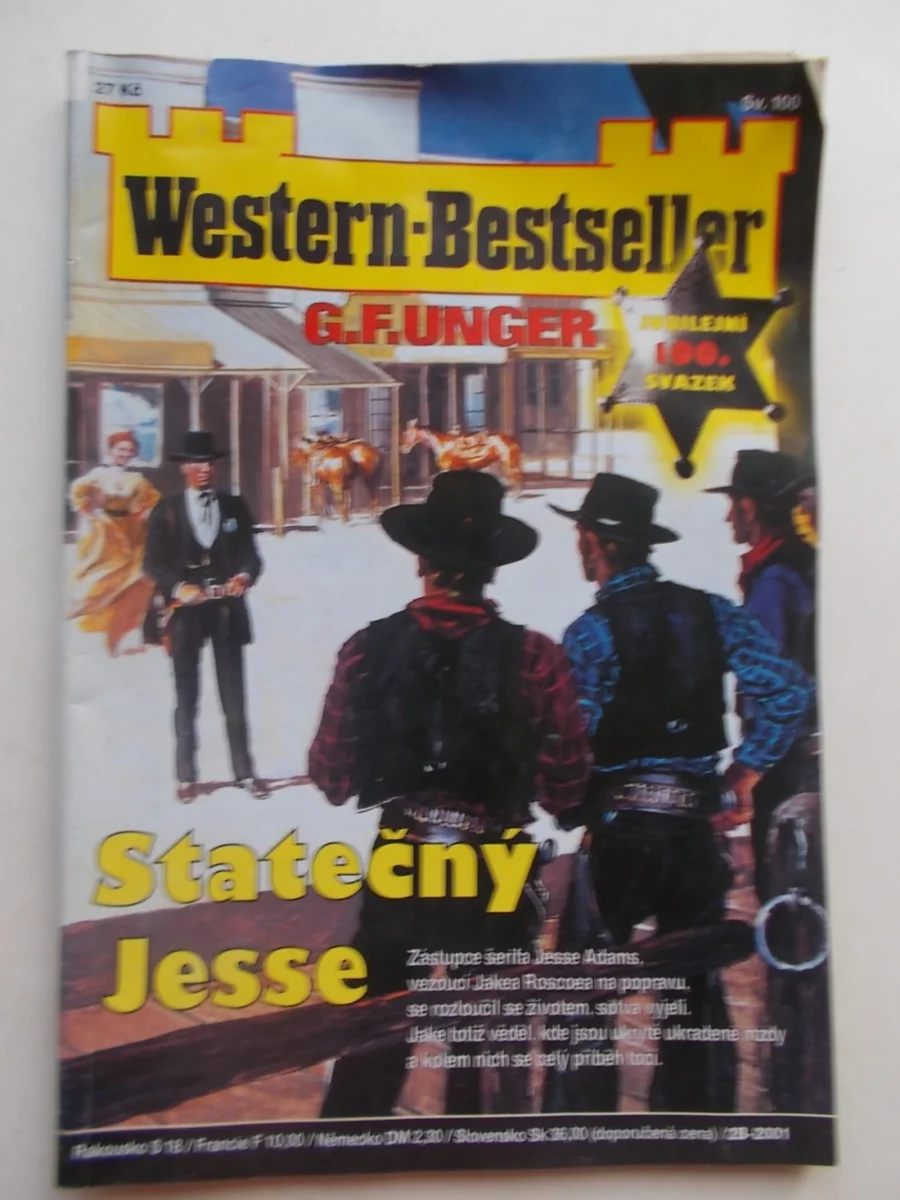 27 Kč
Sv. 100
Western-Bestseller
G.F.UNGER
JUBILEJNÍ
100.
SVAZEK
Statečný
Jesse
Zástupce šerifa Jesse Adams,
vezoucí Jakea Roscoea na popravu,
se rozloučil se životem, sotva vyjeli.
Jake totiž věděl, kde jsou ukryté ukradené mzdy
a kolem nich se celý příběh točí.
Rakousko S 18 / Francie F 10,00 / Německo DM 2,30 / Slovensko Sk 36,00 (doporučená cena) / 28-2001